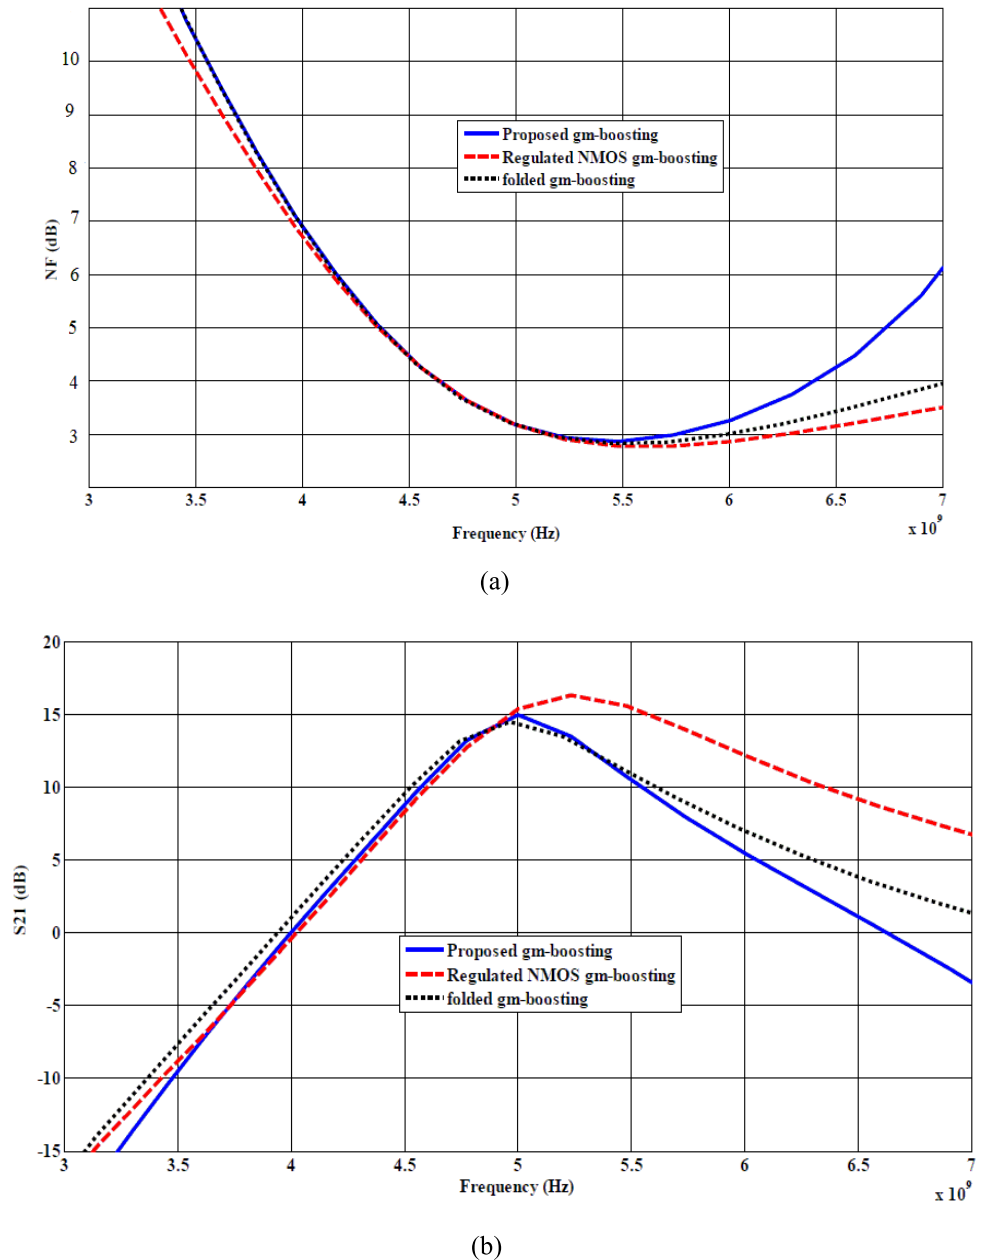 10
9
8
7
6
5
4
3
NF (dB)
Proposed gm-boosting
Regulated NMOS gm-boosting
folded gm-boosting
3 3.5 4 4.5 5 5.5 6 6.5 7
Frequency (Hz)
x 10^9
(a)
20
15
10
5
0
-5
-10
-15
S21 (dB)
Proposed gm-boosting
Regulated NMOS gm-boosting
folded gm-boosting
3 3.5 4 4.5 5 5.5 6 6.5 7
Frequency (Hz)
x 10^9
(b)